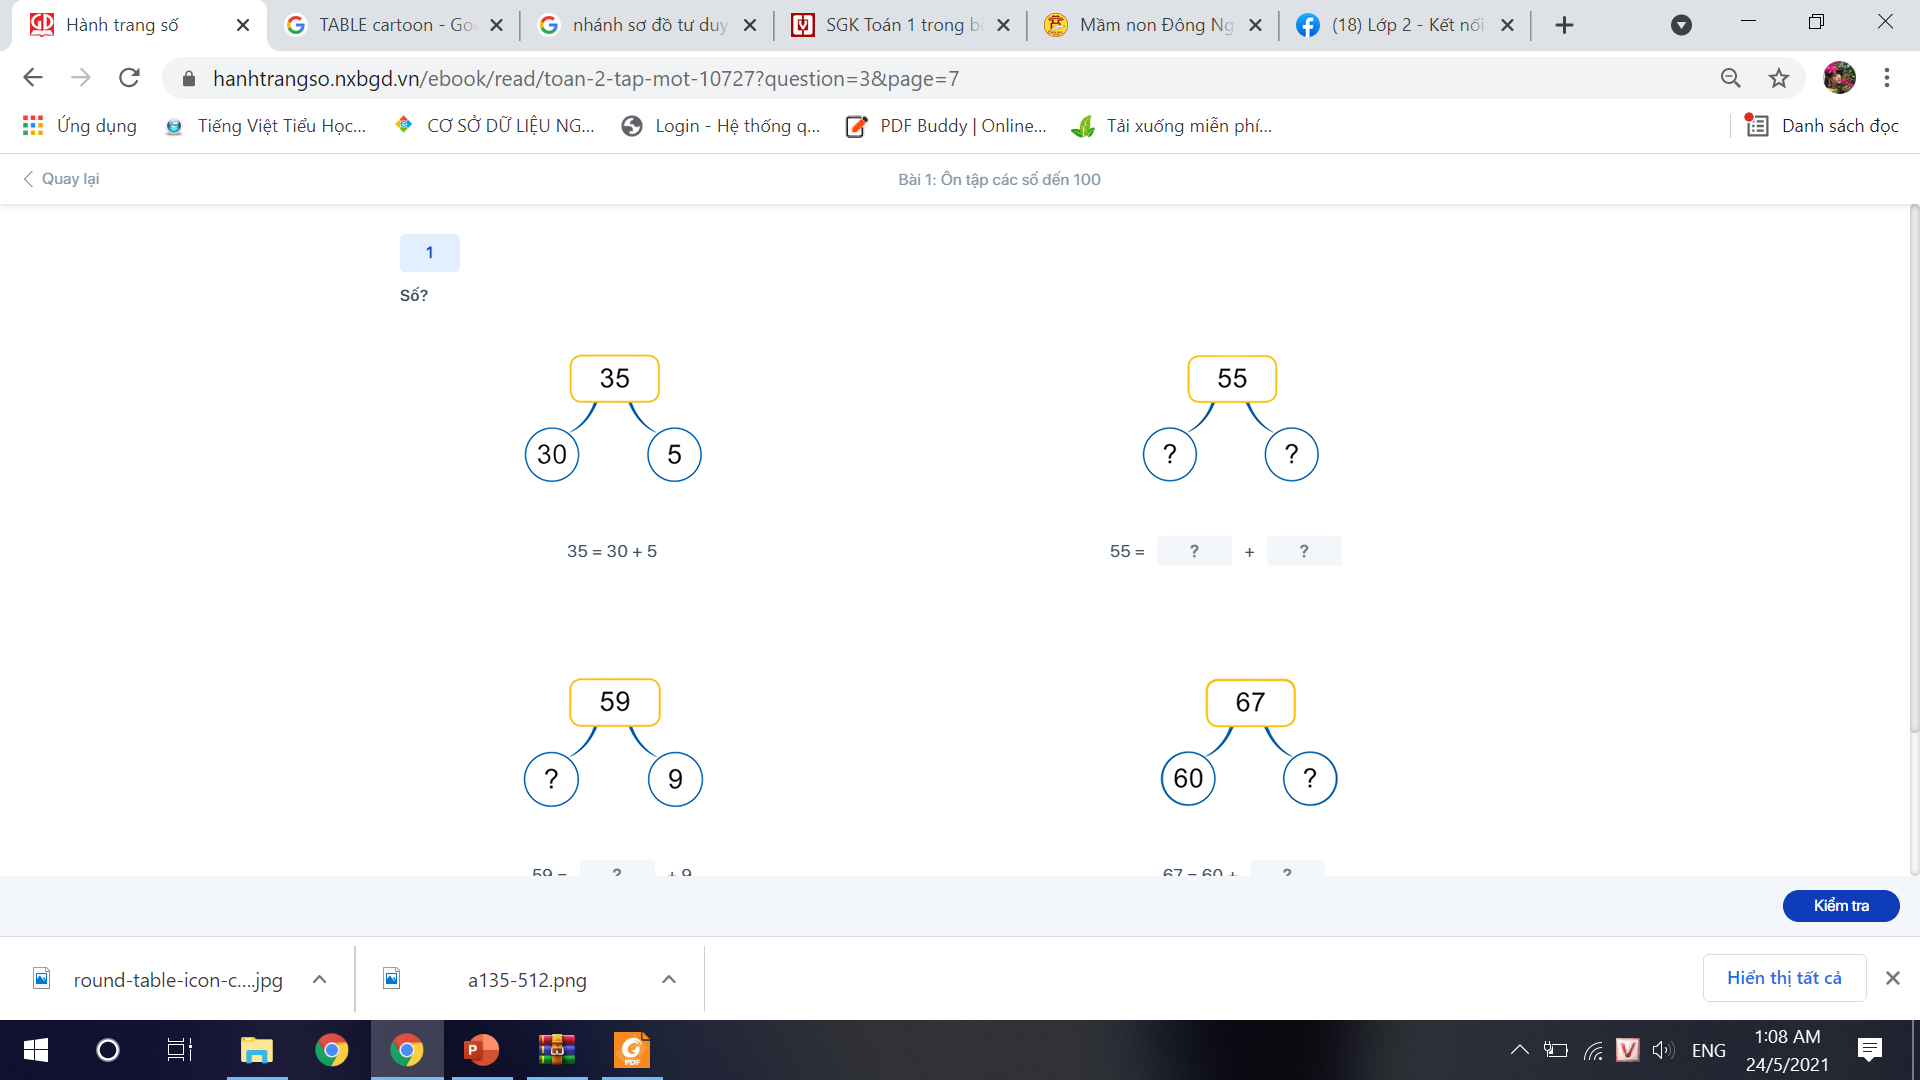 Hành trang số
TABLE cartoon - Goo
nhánh sơ đồ tư duy
SGK Toán 1 trong b
Mầm non Đông Ng
(18) Lớp 2 - Kết nối
hanhtrangso.nxbgd.vn/ebook/read/toan-2-tap-mot-10727?question=3&page=7
Ứng dụng
Tiếng Việt Tiểu Học...
CƠ SỞ DỮ LIỆU NG...
Login - Hệ thống q...
PDF Buddy | Online...
Tải xuống miễn phí...
Danh sách đọc
Quay lại
Bài 1: Ôn tập các số đến 100
1
Số?
35
30 5
35 = 30 + 5
55
? ?
55 = ? + ?
59
? 9
59 = ? + 9
67
60 ?
67 = 60 + ?
Kiểm tra
round-table-icon-c....jpg
a135-512.png
Hiển thị tất cả
ENG
1:08 AM
24/5/2021